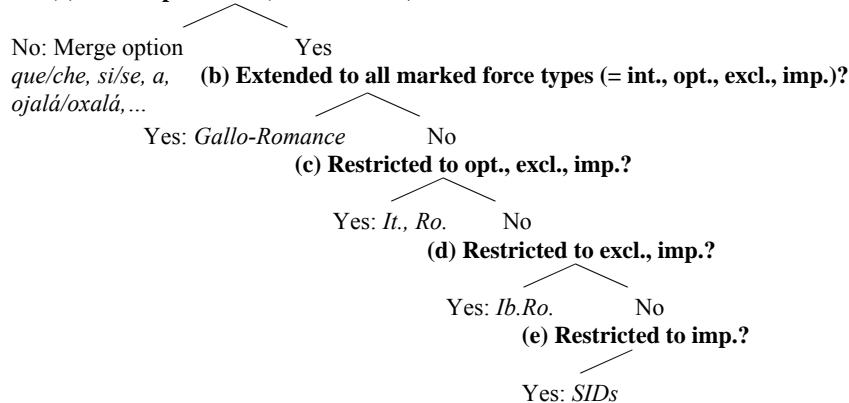 No: Merge option Yes
que/che, si/se, a, (b) Extended to all marked force types (= int., opt., excl., imp.)?
ojalá/oxalá,…
Yes: Gallo-Romance No
(c) Restricted to opt., excl., imp.?
Yes: It., Ro. No
(d) Restricted to excl., imp.?
Yes: Ib.Ro. No
(e) Restricted to imp.?
Yes: SIDs